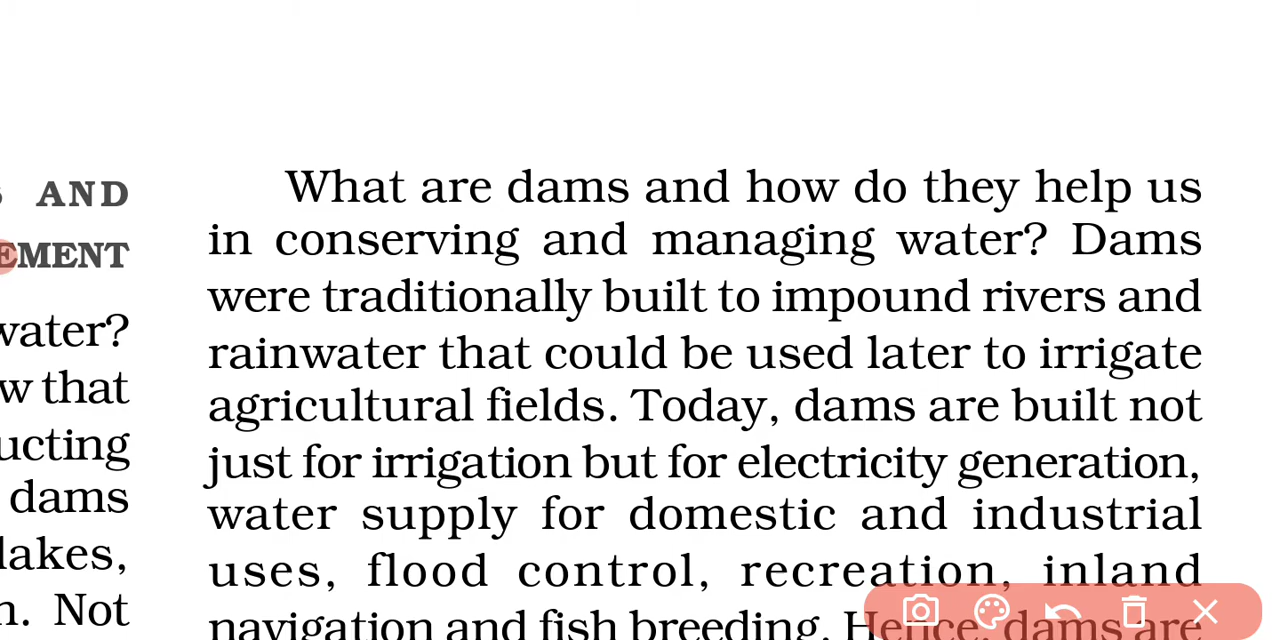 AND
EMENT
water?
w that
ucting
dams
lakes,
n. Not
What are dams and how do they help us
in conserving and managing water? Dams
were traditionally built to impound rivers and
rainwater that could be used later to irrigate
agricultural fields. Today, dams are built not
just for irrigation but for electricity generation,
water supply for domestic and industrial
uses, flood control, recreation, inland
navigation and fish breeding. Hence, dams are